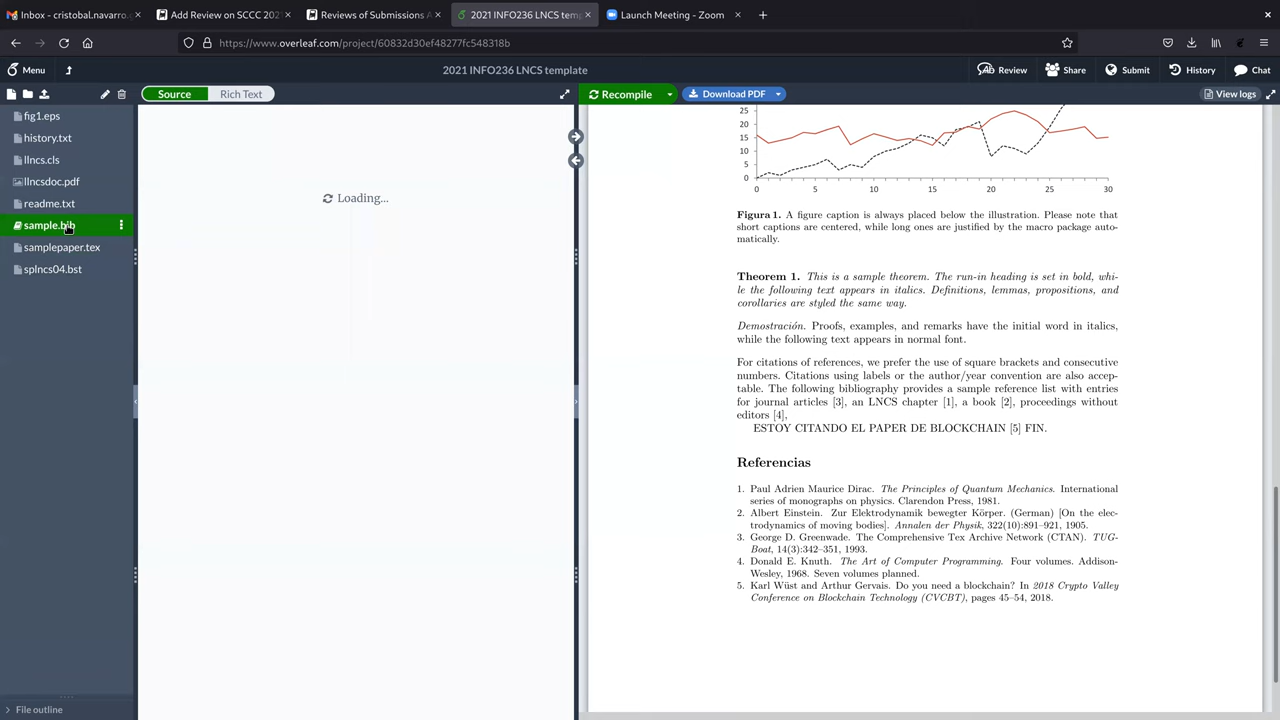 Inbox - cristobal.navarro.g
Add Review on SCCC 202
Reviews of Submissions A
2021 INFO236 LNCS template
Launch Meeting - Zoom
https://www.overleaf.com/project/60832d30ef48277fc548318b
Menu
2021 INFO236 LNCS template
Review
Share
Submit
History
Chat
Source
Rich Text
Recompile
Download PDF
View logs
fig1.eps
history.txt
llncs.cls
llncsdoc.pdf
readme.txt
sample.bib
samplepaper.tex
splncs04.bst
File outline
Loading...
25
20
15
10
5
0
0 5 10 15 20 25 30
Figura 1. A figure caption is always placed below the illustration. Please note that
short captions are centered, while long ones are justified by the macro package auto-
matically.
Theorem 1. This is a sample theorem. The run-in heading is set in bold, whi-
le the following text appears in italics. Definitions, lemmas, propositions, and
corollaries are styled the same way.
Demostración. Proofs, examples, and remarks have the initial word in italics,
while the following text appears in normal font.
For citations of references, we prefer the use of square brackets and consecutive
numbers. Citations using labels or the author/year convention are also accep-
table. The following bibliography provides a sample reference list with entries
for journal articles [3], an LNCS chapter [1], a book [2], proceedings without
editors [4],
ESTOY CITANDO EL PAPER DE BLOCKCHAIN [5] FIN.
Referencias
1. Paul Adrien Maurice Dirac. The Principles of Quantum Mechanics. International
series of monographs on physics. Clarendon Press, 1981.
2. Albert Einstein. Zur Elektrodynamik bewegter Körper. (German) [On the elec-
trodynamics of moving bodies]. Annalen der Physik, 322(10):891–921, 1905.
3. George D. Greenwade. The Comprehensive Tex Archive Network (CTAN). TUG-
Boat, 14(3):342–351, 1993.
4. Donald E. Knuth. The Art of Computer Programming. Four volumes. Addison-
Wesley, 1968. Seven volumes planned.
5. Karl Wüst and Arthur Gervais. Do you need a blockchain? In 2018 Crypto Valley
Conference on Blockchain Technology (CVCBT), pages 45–54, 2018.